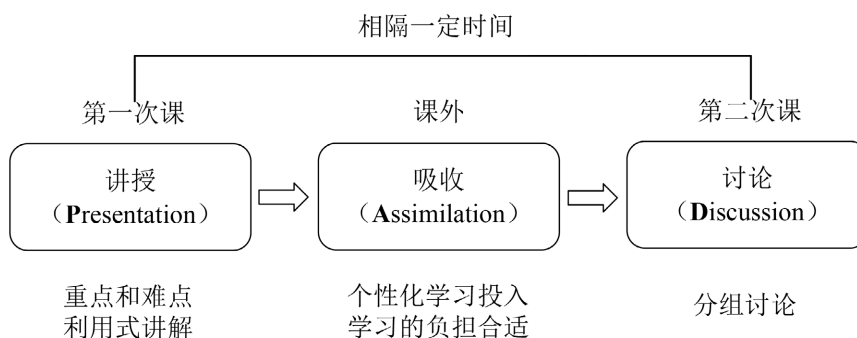 相隔一定时间
第一次课
课外
第二次课
讲授
(Presentation)
吸收
(Assimilation)
讨论
(Discussion)
重点和难点
利用式讲解
个性化学习投入
学习的负担合适
分组讨论